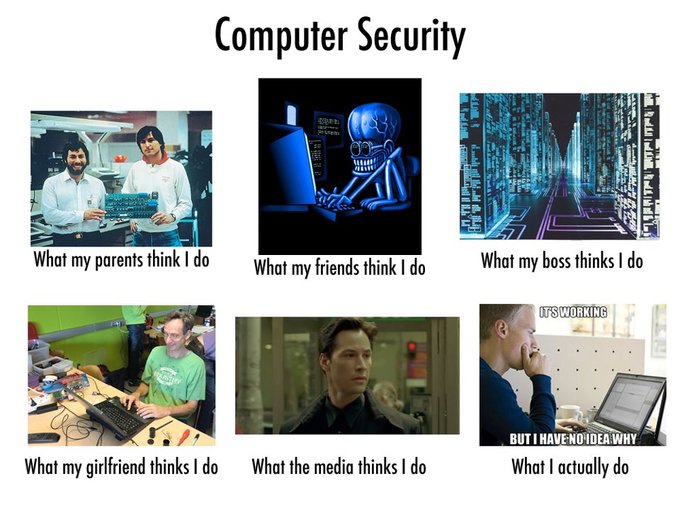 Computer Security
What my parents think I do
What my friends think I do
What my boss thinks I do
IT'S WORKING
BUT I HAVE NO IDEA WHY
What my girlfriend thinks I do
What the media thinks I do
What I actually do